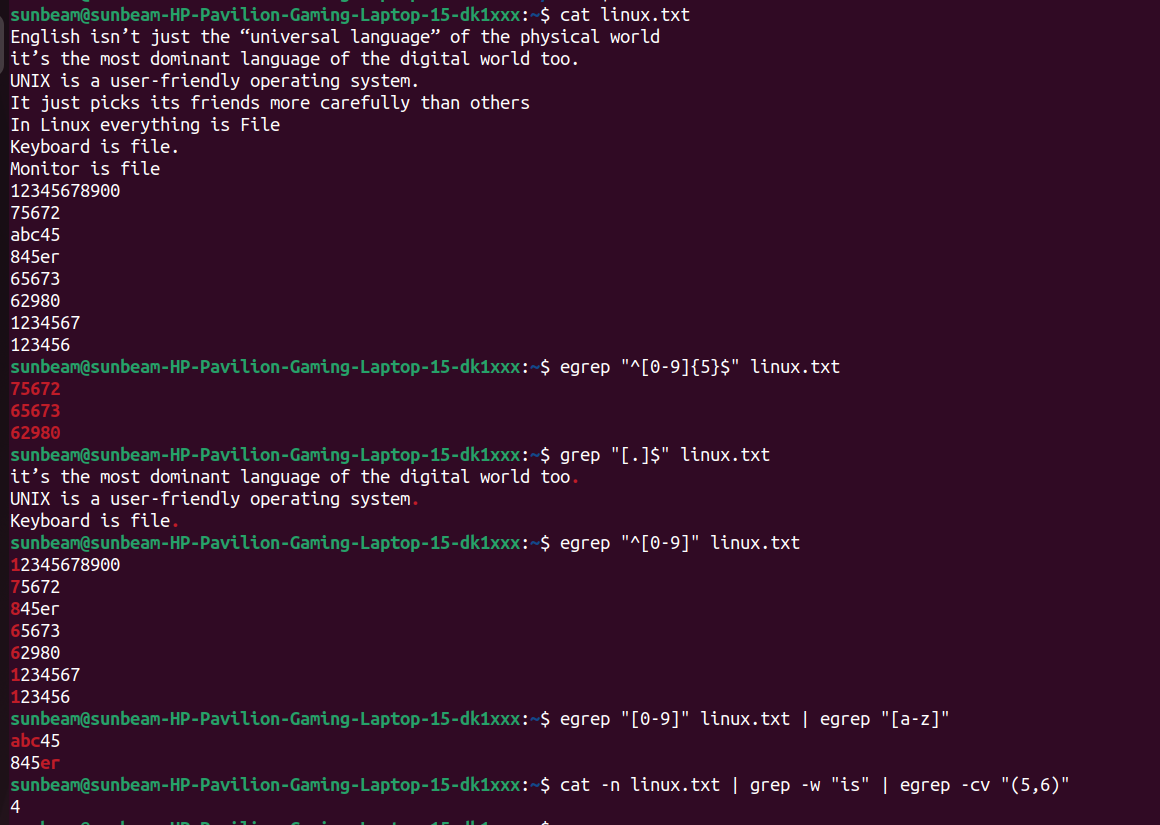 sunbeam@sunbeam-HP-Pavilion-Gaming-Laptop-15-dk1xxx:~$ cat linux.txt
English isn’t just the “universal language” of the physical world
it’s the most dominant language of the digital world too.
UNIX is a user-friendly operating system.
It just picks its friends more carefully than others
In Linux everything is File
Keyboard is file.
Monitor is file
12345678900
75672
abc45
845er
65673
62980
1234567
123456
sunbeam@sunbeam-HP-Pavilion-Gaming-Laptop-15-dk1xxx:~$ egrep "^[0-9]{5}$" linux.txt
75672
65673
62980
sunbeam@sunbeam-HP-Pavilion-Gaming-Laptop-15-dk1xxx:~$ grep "[.]$" linux.txt
it’s the most dominant language of the digital world too.
UNIX is a user-friendly operating system.
Keyboard is file.
sunbeam@sunbeam-HP-Pavilion-Gaming-Laptop-15-dk1xxx:~$ egrep "^[0-9]" linux.txt
12345678900
75672
845er
65673
62980
1234567
123456
sunbeam@sunbeam-HP-Pavilion-Gaming-Laptop-15-dk1xxx:~$ egrep "[0-9]" linux.txt | egrep "[a-z]"
abc45
845er
sunbeam@sunbeam-HP-Pavilion-Gaming-Laptop-15-dk1xxx:~$ cat -n linux.txt | grep -w "is" | egrep -cv "(5,6)"
4